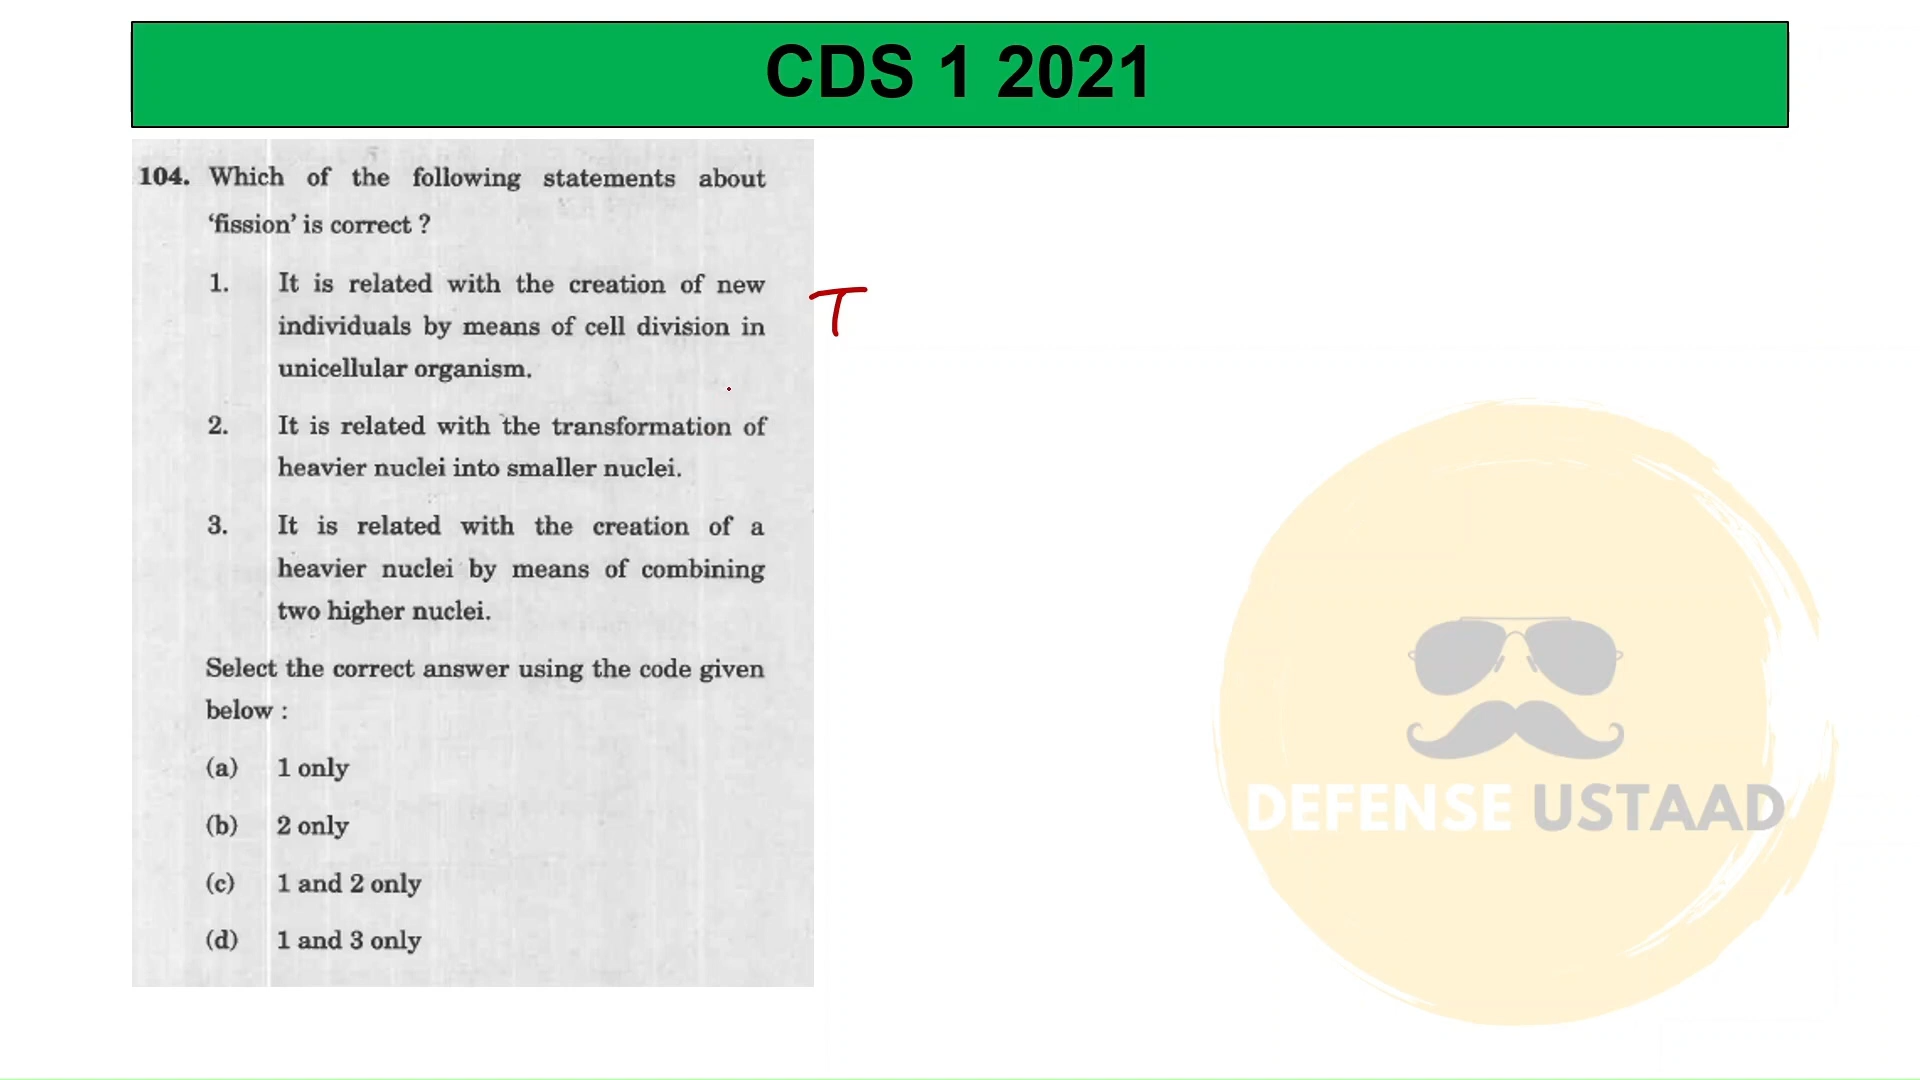 CDS 1 2021
104. Which of the following statements about
‘fission’ is correct ?
1. It is related with the creation of new
individuals by means of cell division in
unicellular organism.
T
2. It is related with the transformation of
heavier nuclei into smaller nuclei.
3. It is related with the creation of a
heavier nuclei by means of combining
two higher nuclei.
Select the correct answer using the code given
below :
(a) 1 only
(b) 2 only
(c) 1 and 2 only
(d) 1 and 3 only
DEFENSE USTAAD